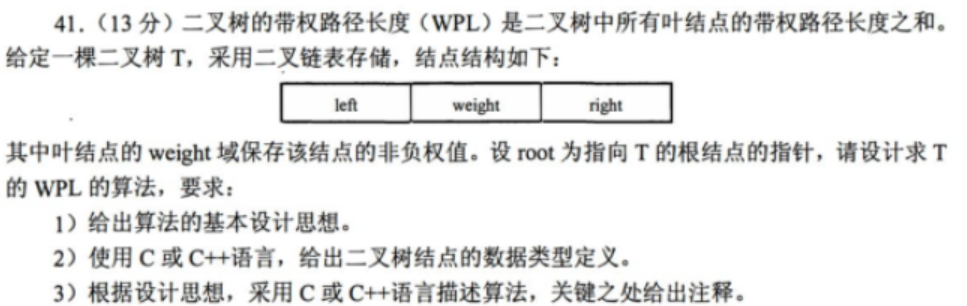 41.（13 分）二叉树的带权路径长度（WPL）是二叉树中所有叶结点的带权路径长度之和。
给定一棵二叉树 T，采用二叉链表存储，结点结构如下：
left weight right
其中叶结点的 weight 域保存该结点的非负权值。设 root 为指向 T 的根结点的指针，请设计求 T
的 WPL 的算法，要求：
1）给出算法的基本设计思想。
2）使用 C 或 C++语言，给出二叉树结点的数据类型定义。
3）根据设计思想，采用 C 或 C++语言描述算法，关键之处给出注释。